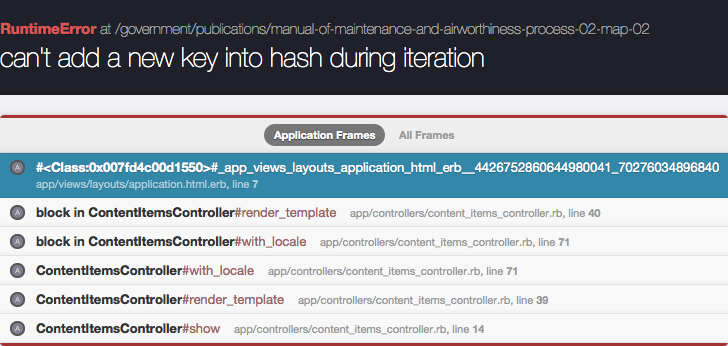 RuntimeError at /government/publications/manual-of-maintenance-and-airworthiness-process-02-map-02
can't add a new key into hash during iteration
Application Frames All Frames
A #<Class:0x007fd4c00d1550>#_app_views_layouts_application_html_erb__4426752860644980041_70276034896840
app/views/layouts/application.html.erb, line 7
A block in ContentItemsController#render_template app/controllers/content_items_controller.rb, line 40
A block in ContentItemsController#with_locale app/controllers/content_items_controller.rb, line 71
A ContentItemsController#with_locale app/controllers/content_items_controller.rb, line 71
A ContentItemsController#render_template app/controllers/content_items_controller.rb, line 39
A ContentItemsController#show app/controllers/content_items_controller.rb, line 14